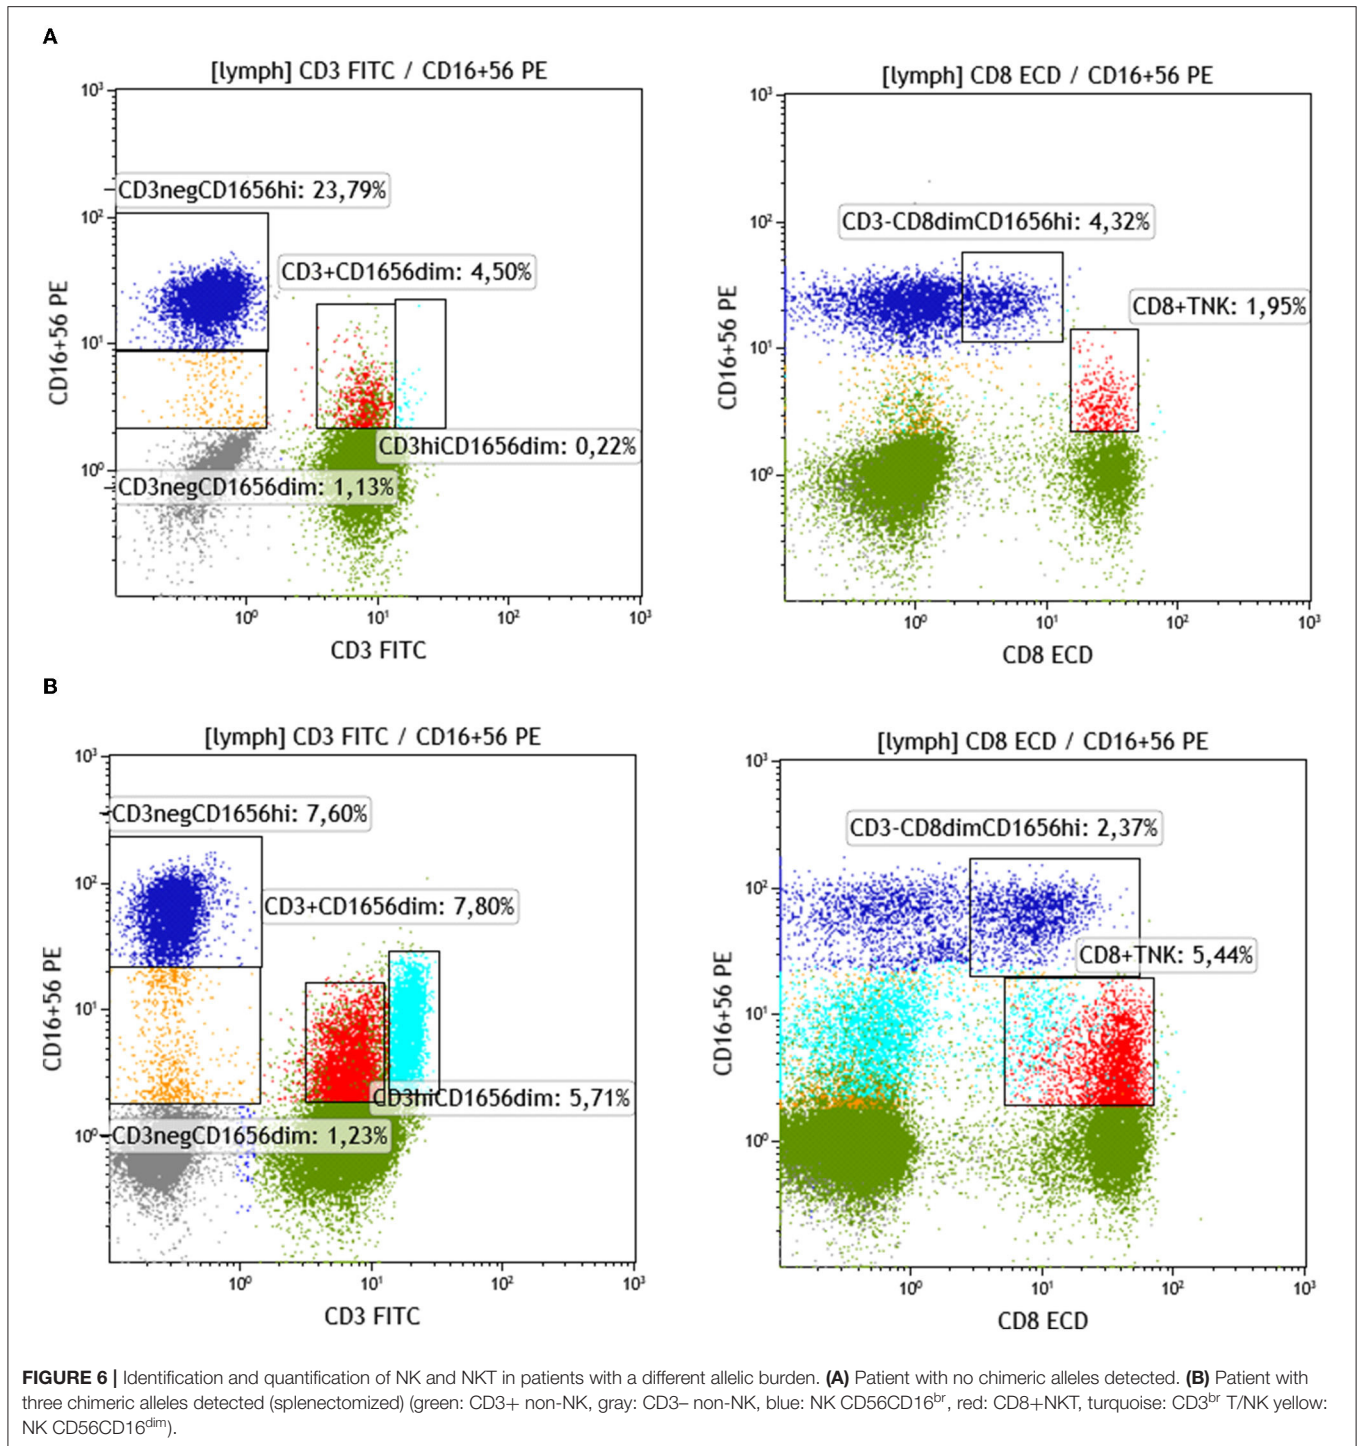 A
[lymph] CD3 FITC / CD16+56 PE
10³
CD3negCD1656hi: 23,79%
10²
CD3+CD1656dim: 4,50%
10¹
CD16+56 PE
CD3hiCD1656dim: 0,22%
10⁰
CD3negCD1656dim: 1,13%
10⁰ 10¹ 10² 10³
CD3 FITC
[lymph] CD8 ECD / CD16+56 PE
10³
10²
CD3-CD8dimCD1656hi: 4,32%
CD8+TNK: 1,95%
10¹
CD16+56 PE
10⁰
10⁰ 10¹ 10² 10³
CD8 ECD
B
[lymph] CD3 FITC / CD16+56 PE
10³
CD3negCD1656hi: 7,60%
10²
CD3+CD1656dim: 7,80%
10¹
CD16+56 PE
CD3hiCD1656dim: 5,71%
10⁰
CD3negCD1656dim: 1,23%
10⁰ 10¹ 10² 10³
CD3 FITC
[lymph] CD8 ECD / CD16+56 PE
10³
CD3-CD8dimCD1656hi: 2,37%
10²
CD8+TNK: 5,44%
10¹
CD16+56 PE
10⁰
10⁰ 10¹ 10² 10³
CD8 ECD
FIGURE 6 | Identification and quantification of NK and NKT in patients with a different allelic burden. (A) Patient with no chimeric alleles detected. (B) Patient with
three chimeric alleles detected (splenectomized) (green: CD3+ non-NK, gray: CD3– non-NK, blue: NK CD56CD16ᵇʳ, red: CD8+NKT, turquoise: CD3ᵇʳ T/NK yellow:
NK CD56CD16ᵈⁱᵐ).